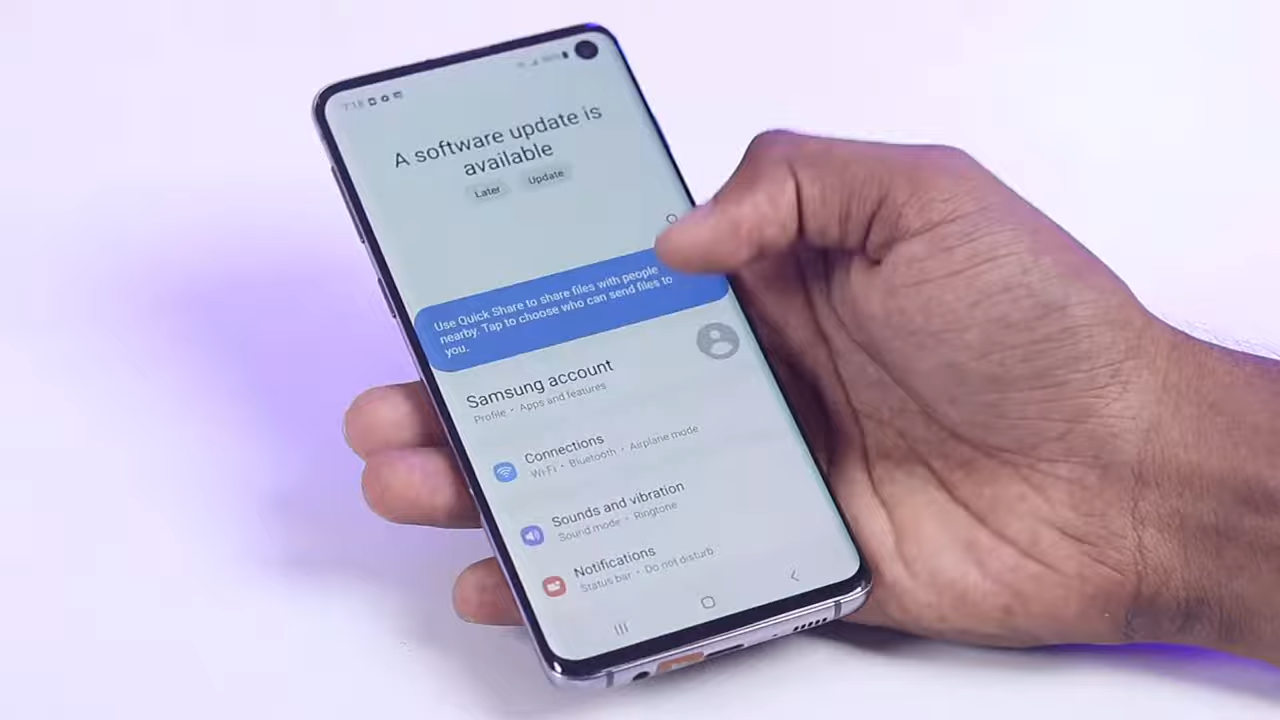 7:18
A software update is
available
Later Update
Use Quick Share to share files with people
nearby. Tap to choose who can send files to
you.
Samsung account
Profile • Apps and features
Connections
Wi-Fi • Bluetooth • Airplane mode
Sounds and vibration
Sound mode • Ringtone
Notifications
Status bar • Do not disturb